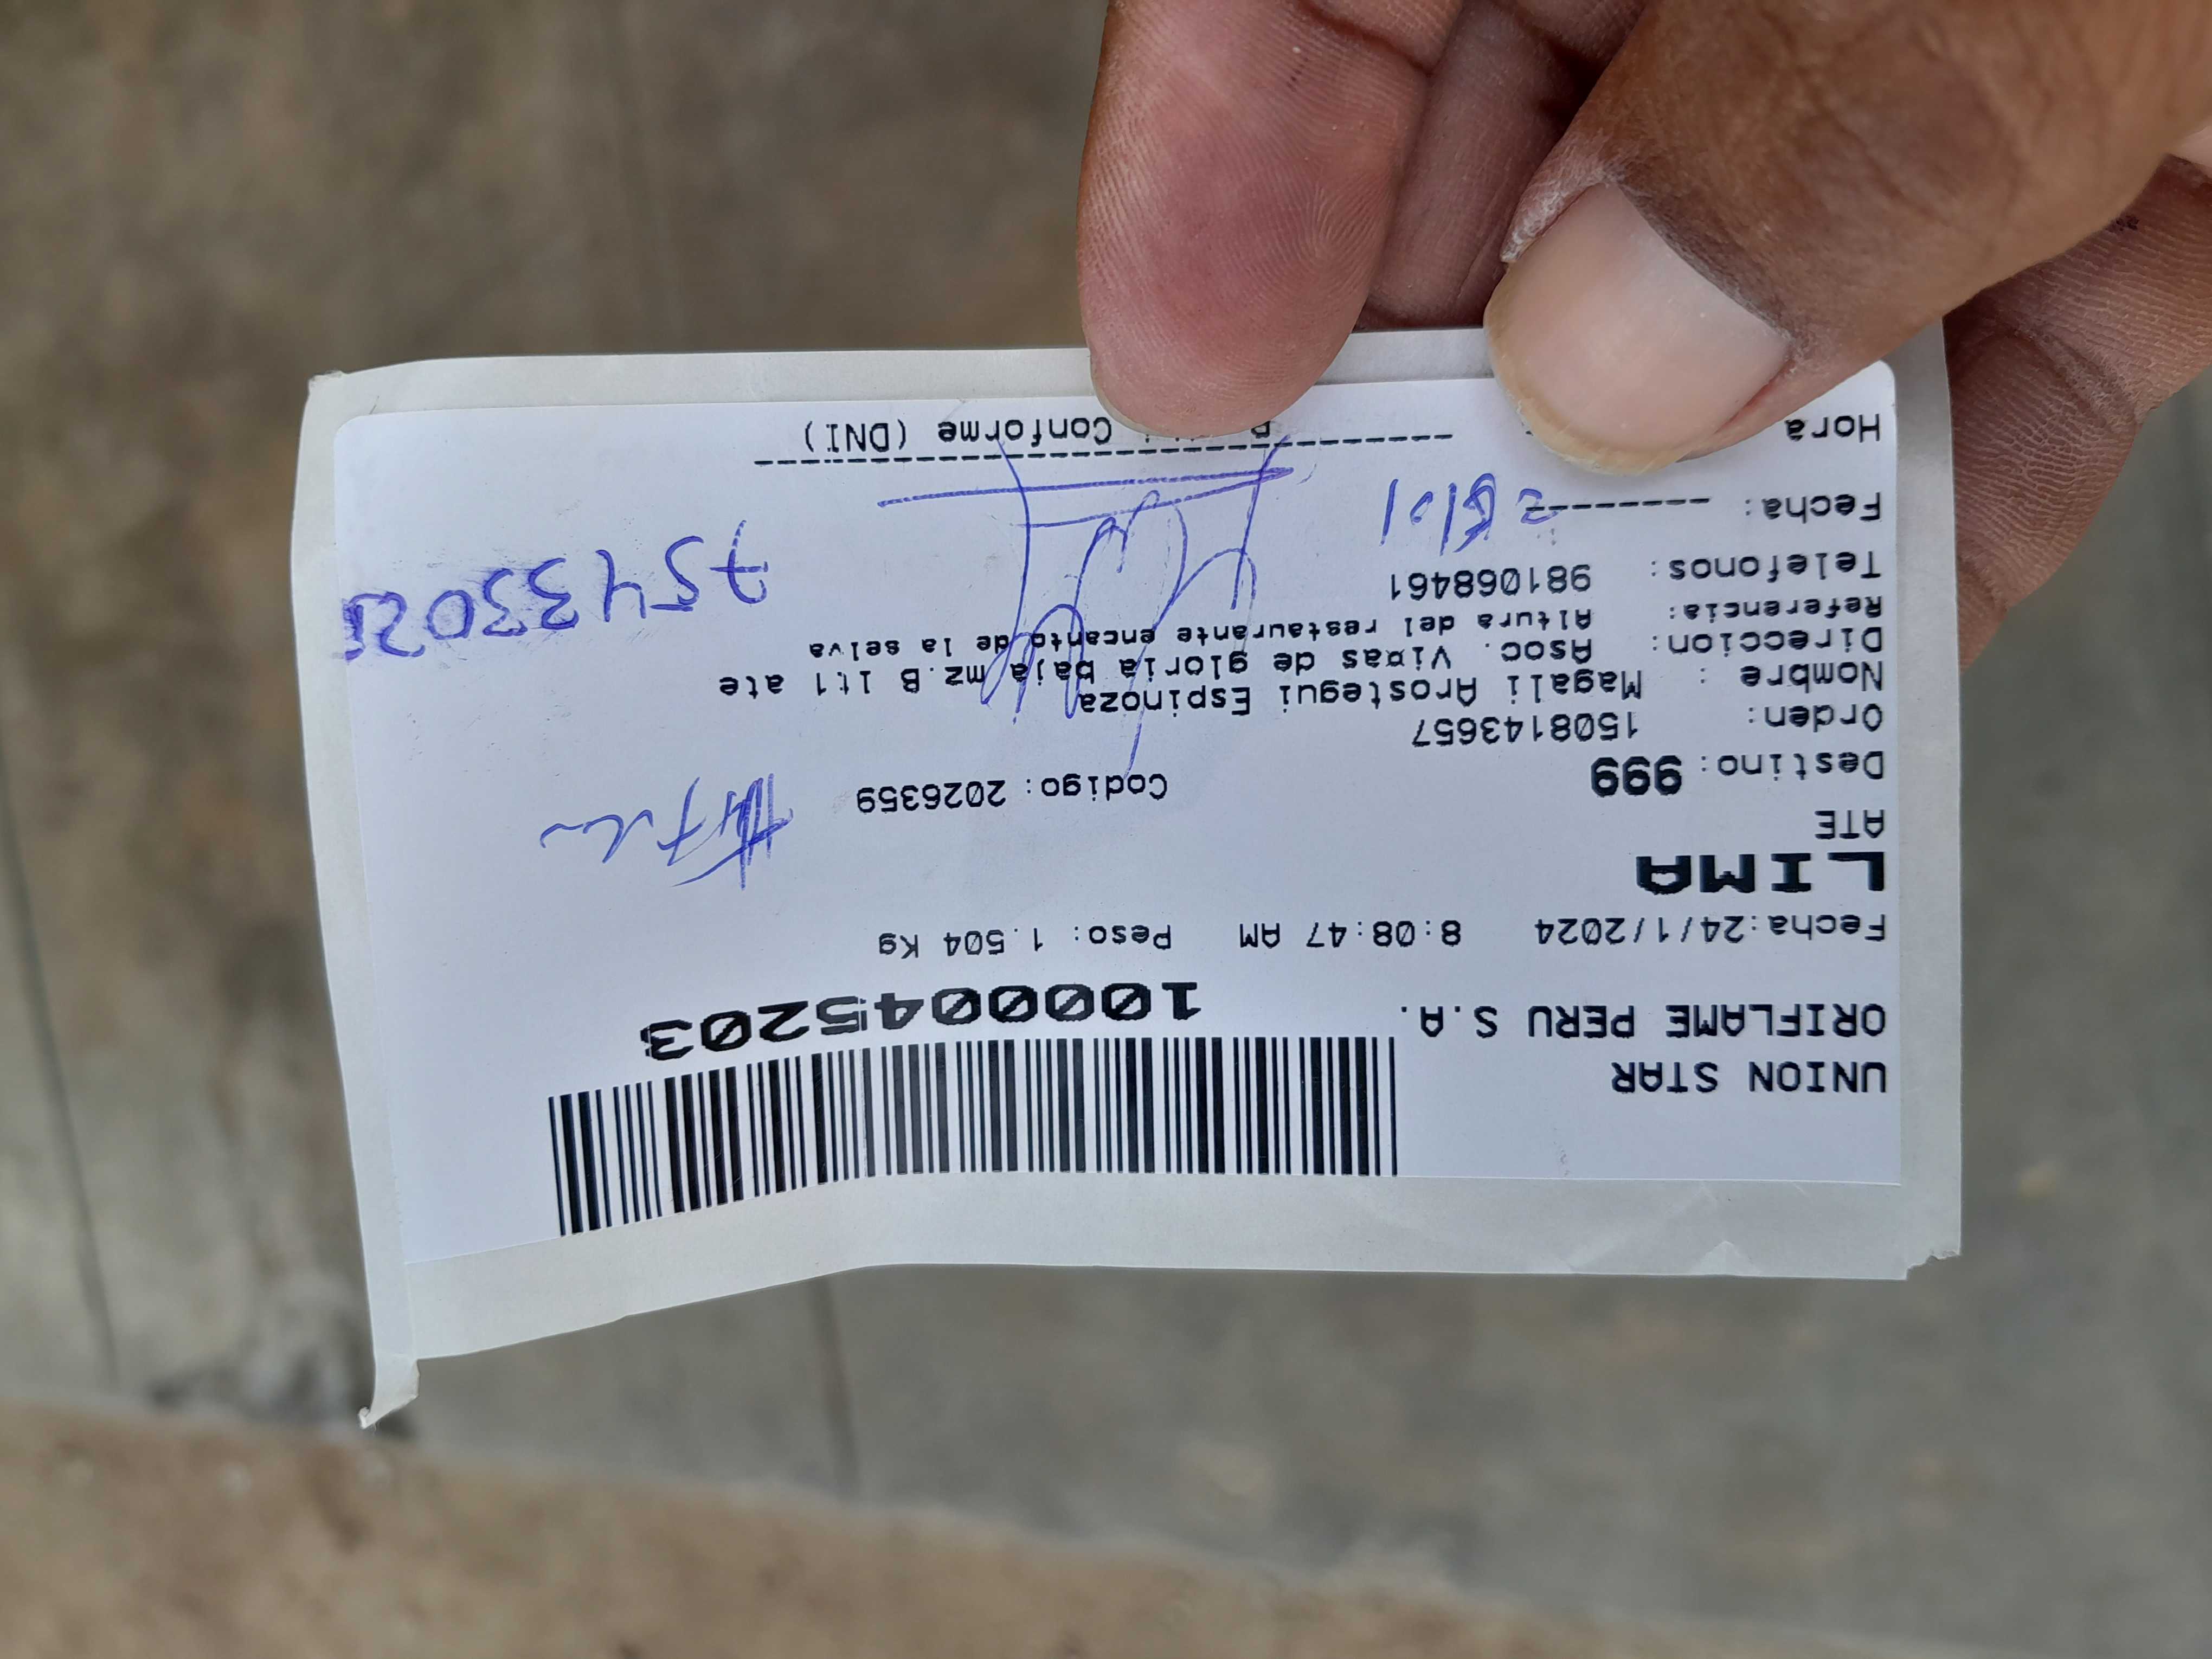 UNION STAR
ORIFLAME PERU S.A.
1000045203
Fecha:24/1/2024 8:08:47 AM Peso: 1.504 Kg
LIMA
ATE
Destino: 999 Codigo: 2026359
Orden: 1508143657
Nombre : Magali Arostegui Espinoza
Direccion: Asoc. Viñas de gloria baja mz.B lt1 ate
Referencia: Altura del restaurante encanto de la selva
Telefonos: 981068461
Fecha:
Hora Conforme (DNI)